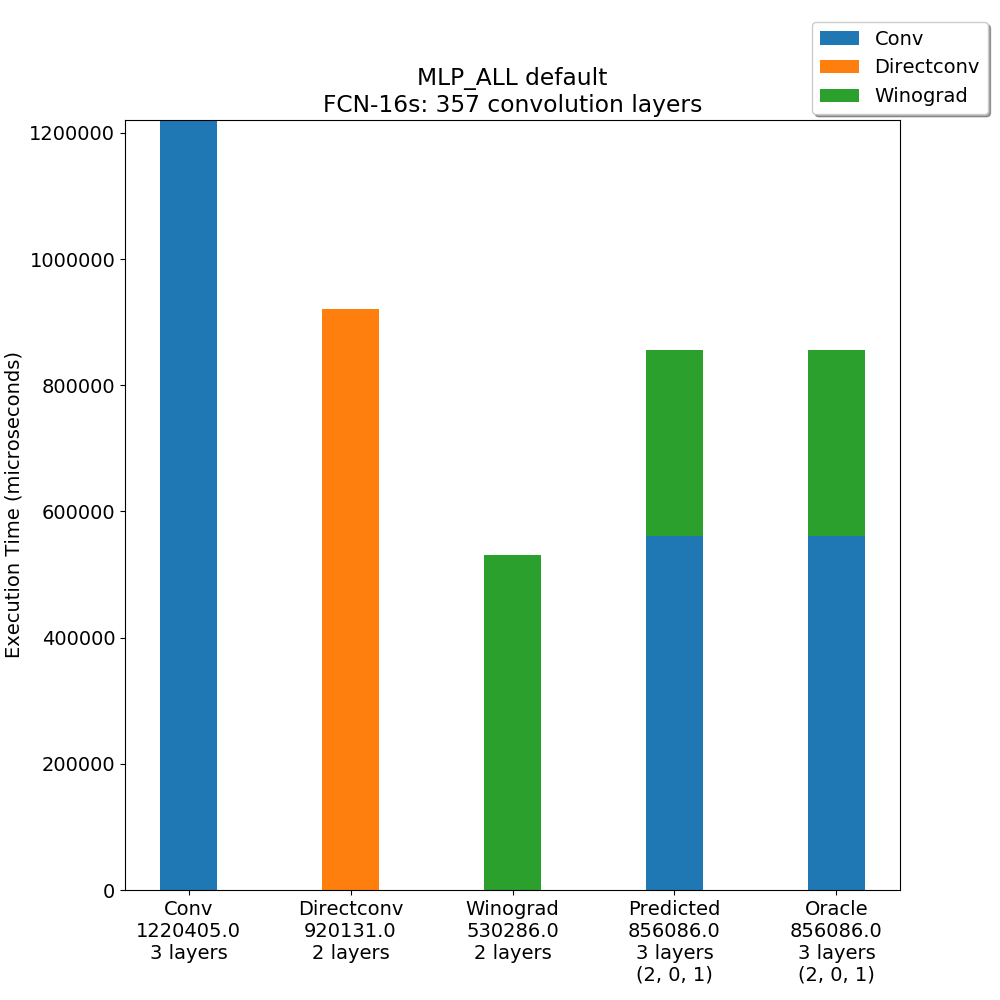 Conv
Directconv
Winograd
MLP_ALL default
FCN-16s: 357 convolution layers
Execution Time (microseconds)
1200000
1000000
800000
600000
400000
200000
0
Conv
1220405.0
3 layers
Directconv
920131.0
2 layers
Winograd
530286.0
2 layers
Predicted
856086.0
3 layers
(2, 0, 1)
Oracle
856086.0
3 layers
(2, 0, 1)